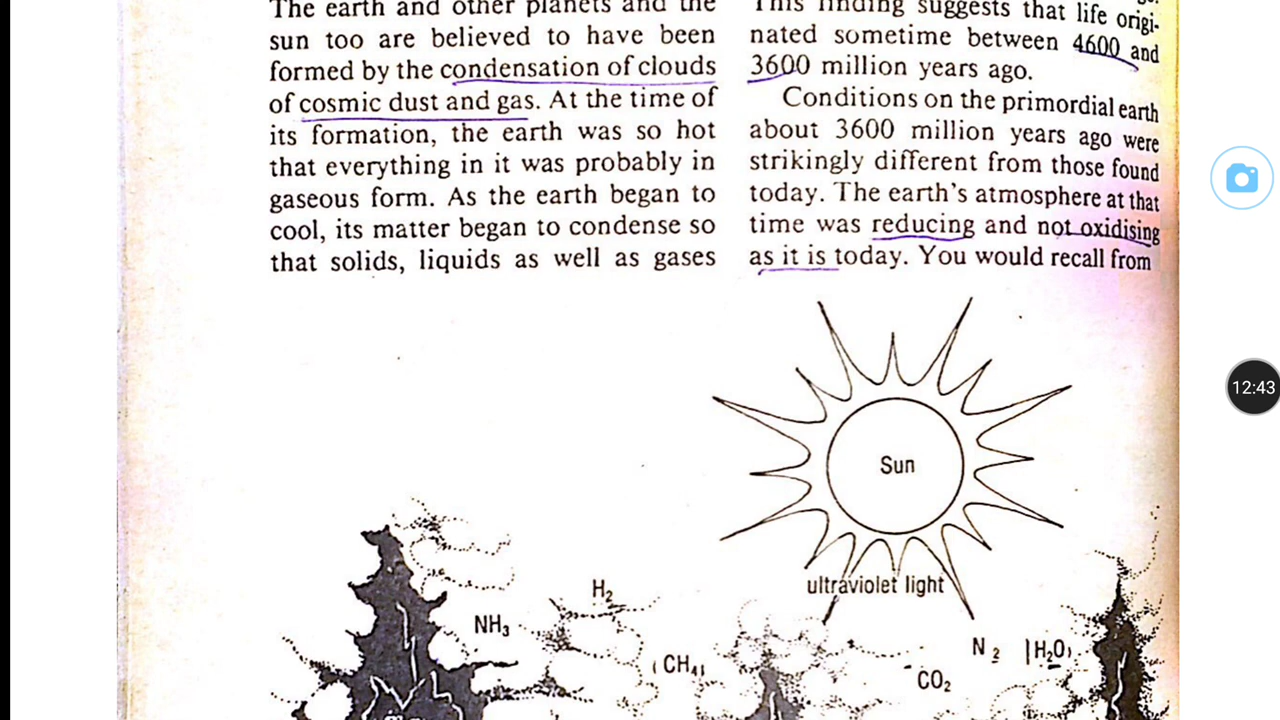 The earth and other planets and the
sun too are believed to have been
formed by the condensation of clouds
of cosmic dust and gas. At the time of
its formation, the earth was so hot
that everything in it was probably in
gaseous form. As the earth began to
cool, its matter began to condense so
that solids, liquids as well as gases
This finding suggests that life origi-
nated sometime between 4600 and
3600 million years ago.
Conditions on the primordial earth
about 3600 million years ago were
strikingly different from those found
today. The earth's atmosphere at that
time was reducing and not oxidising
as it is today. You would recall from
12:43
Sun
ultraviolet light
H₂
NH₃
(CH₄)
N₂
H₂O
CO₂